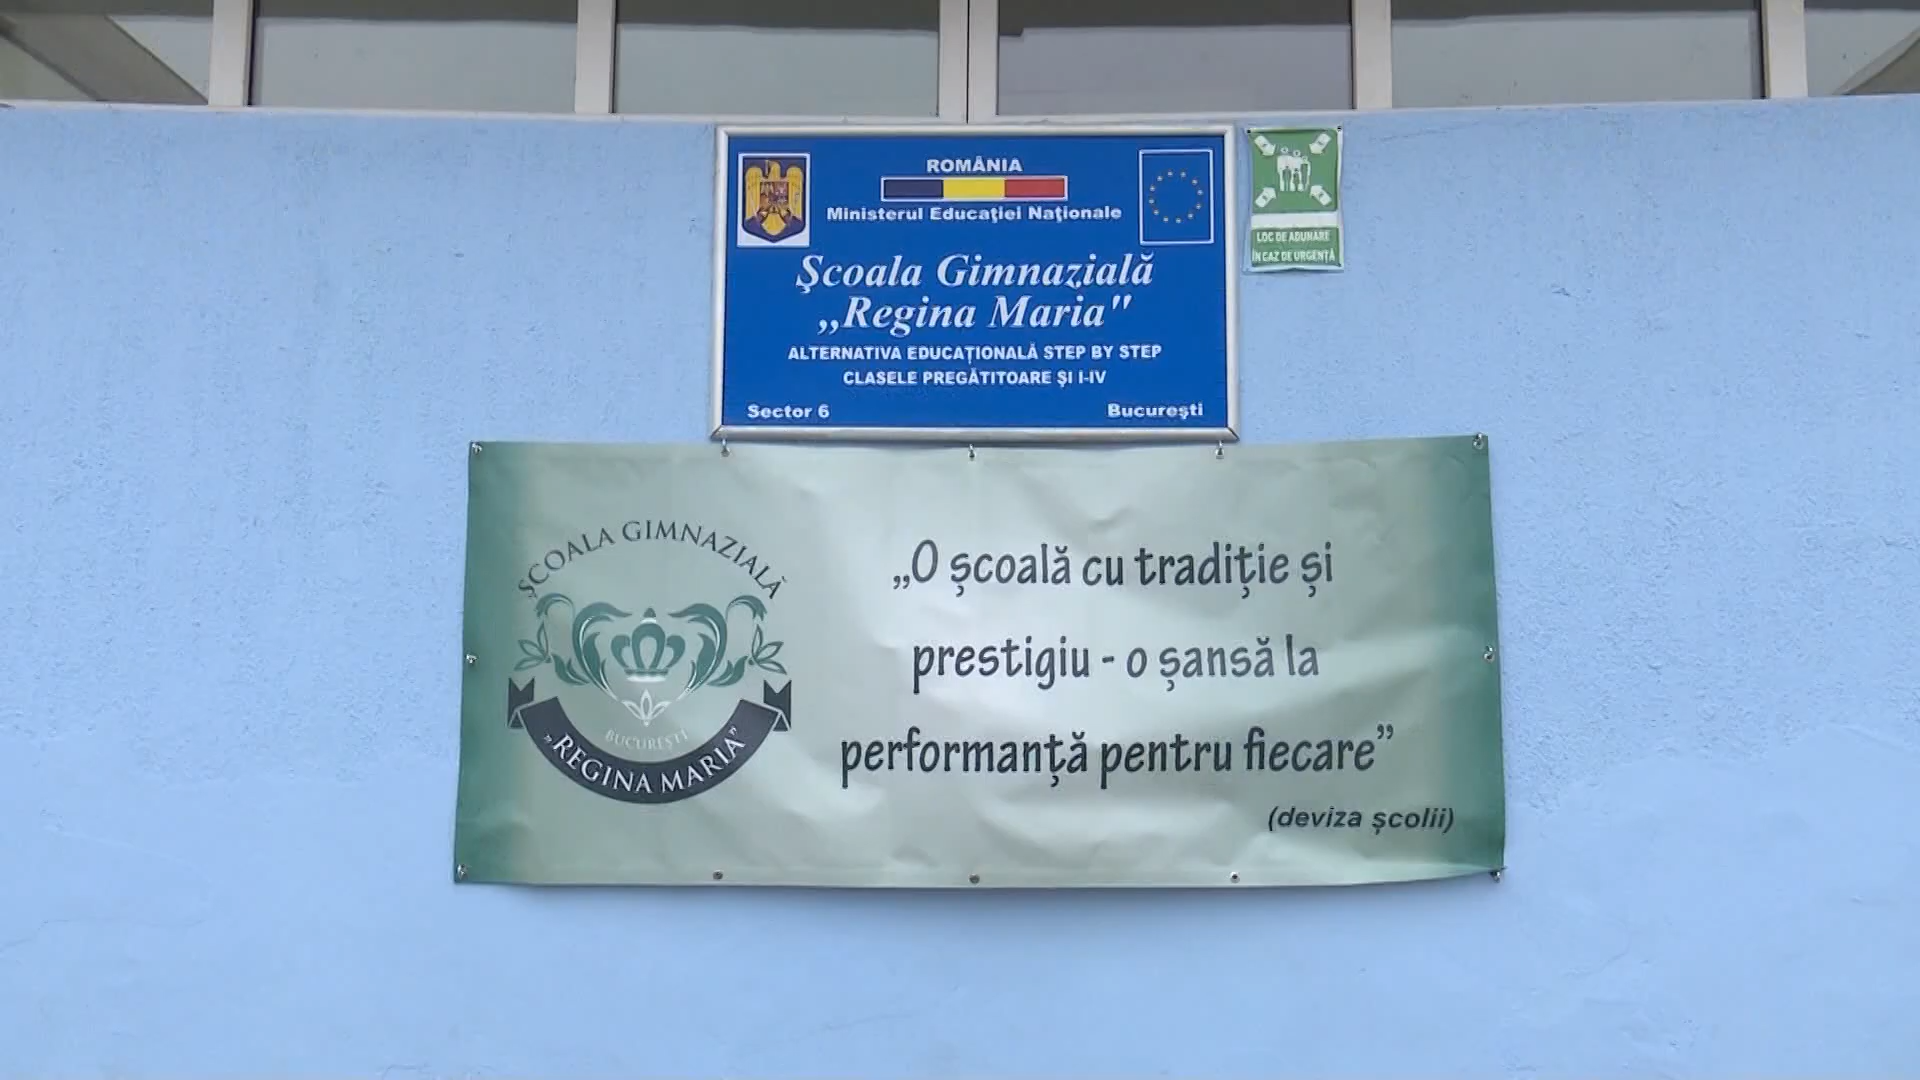 ROMÂNIA
Ministerul Educaţiei Naţionale
Şcoala Gimnazială
,,Regina Maria"
ALTERNATIVA EDUCAȚIONALĂ STEP BY STEP
CLASELE PREGĂTITOARE ȘI I-IV
Sector 6 Bucureşti
LOC DE ADUNARE
ÎN CAZ DE URGENȚĂ
ȘCOALA GIMNAZIALĂ
BUCUREȘTI
„REGINA MARIA”
„O școală cu tradiție și
prestigiu - o șansă la
performanță pentru fiecare”
(deviza școlii)